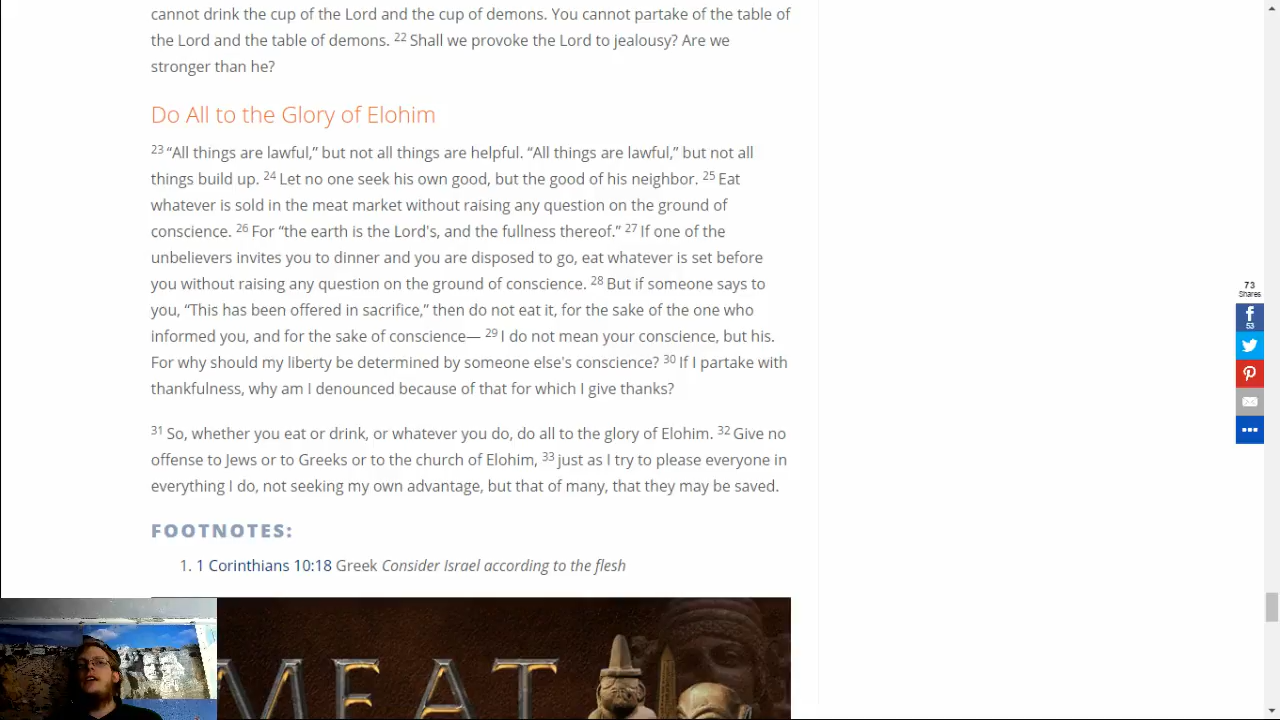 cannot drink the cup of the Lord and the cup of demons. You cannot partake of the table of
the Lord and the table of demons. 22 Shall we provoke the Lord to jealousy? Are we
stronger than he?
Do All to the Glory of Elohim
23 “All things are lawful,” but not all things are helpful. “All things are lawful,” but not all
things build up. 24 Let no one seek his own good, but the good of his neighbor. 25 Eat
whatever is sold in the meat market without raising any question on the ground of
conscience. 26 For “the earth is the Lord's, and the fullness thereof.” 27 If one of the
unbelievers invites you to dinner and you are disposed to go, eat whatever is set before
you without raising any question on the ground of conscience. 28 But if someone says to
you, “This has been offered in sacrifice,” then do not eat it, for the sake of the one who
informed you, and for the sake of conscience— 29 I do not mean your conscience, but his.
For why should my liberty be determined by someone else's conscience? 30 If I partake with
thankfulness, why am I denounced because of that for which I give thanks?
31 So, whether you eat or drink, or whatever you do, do all to the glory of Elohim. 32 Give no
offense to Jews or to Greeks or to the church of Elohim, 33 just as I try to please everyone in
everything I do, not seeking my own advantage, but that of many, that they may be saved.
FOOTNOTES:
1. 1 Corinthians 10:18 Greek Consider Israel according to the flesh
MEAT
73
Shares
53